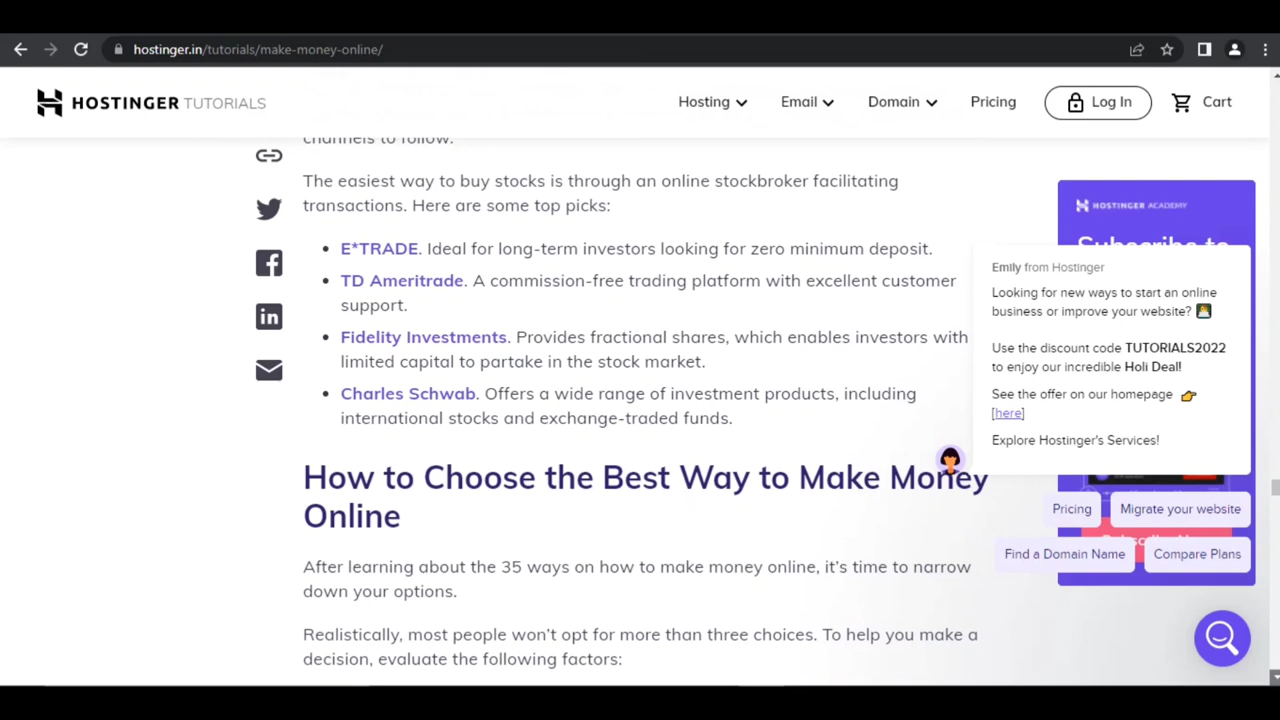 hostinger.in/tutorials/make-money-online/
HOSTINGER TUTORIALS
Hosting
Email
Domain
Pricing
Log In
Cart
channels to follow.
The easiest way to buy stocks is through an online stockbroker facilitating
transactions. Here are some top picks:
• E*TRADE. Ideal for long-term investors looking for zero minimum deposit.
• TD Ameritrade. A commission-free trading platform with excellent customer
support.
• Fidelity Investments. Provides fractional shares, which enables investors with
limited capital to partake in the stock market.
• Charles Schwab. Offers a wide range of investment products, including
international stocks and exchange-traded funds.
How to Choose the Best Way to Make Money
Online
After learning about the 35 ways on how to make money online, it’s time to narrow
down your options.
Realistically, most people won’t opt for more than three choices. To help you make a
decision, evaluate the following factors:
HOSTINGER ACADEMY
Subscribe to
Emily from Hostinger
Looking for new ways to start an online
business or improve your website?
Use the discount code TUTORIALS2022
to enjoy our incredible Holi Deal!
See the offer on our homepage
[here]
Explore Hostinger's Services!
Pricing
Migrate your website
Find a Domain Name
Compare Plans